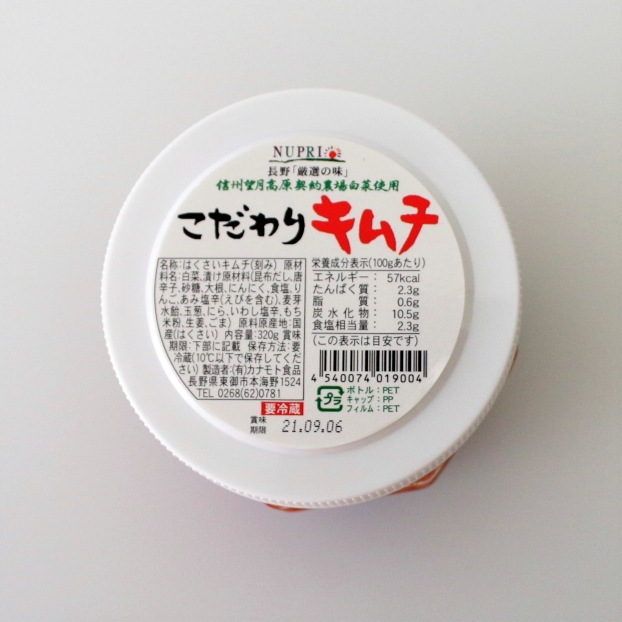 NUPRI
長野「厳選の味」
信州望月高原契約農場白菜使用
こだわりキムチ
名称:はくさいキムチ(刻み) 原材
料名:白菜、漬け原材料(昆布だし、唐
辛子、砂糖、大根、にんにく、食塩、り
んご、あみ塩辛(えびを含む)、麦芽
水飴、玉葱、にら、いわし塩辛、もち
米粉、生姜、ごま) 原料原産地:国
産(はくさい) 内容量:320g 賞味
期限:下部に記載 保存方法:要
冷蔵(10℃以下で保存してくだ
さい) 製造者:(有)カナモト食品
長野県東御市本海野1524
TEL 0268(62)0781
栄養成分表示(100gあたり)
エネルギー: 57kcal
たんぱく質: 2.3g
脂質: 0.6g
炭水化物: 10.5g
食塩相当量: 2.3g
(この表示は目安です)
4 540074 019004
プラ
ボトル:PET
キャップ:PP
フィルム:PET
要冷蔵
賞味
期限
21.09.06